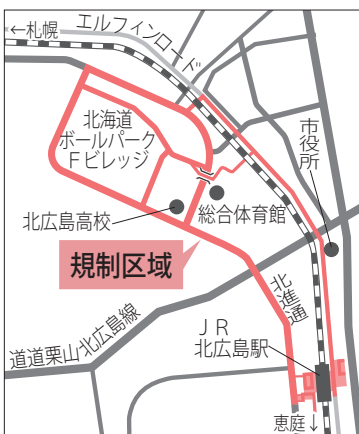 エルフィンロード
←札幌
北海道
ボールパーク
Fビレッジ
市役所
北広島高校
総合体育館
規制区域
北進通
道道栗山北広島線
JR
北広島駅
恵庭↓